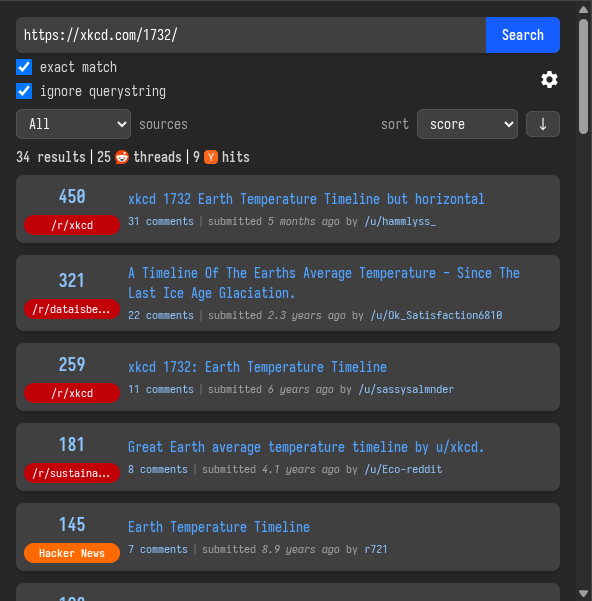 https://xkcd.com/1732/ Search
exact match
ignore querystring
All sources sort score ↓
34 results | 25 threads | 9 Y hits
450
xkcd 1732 Earth Temperature Timeline but horizontal
/r/xkcd
31 comments | submitted 5 months ago by /u/hammlyss_
321
A Timeline Of The Earths Average Temperature - Since The
Last Ice Age Glaciation.
/r/dataisbe...
22 comments | submitted 2.3 years ago by /u/Ok_Satisfaction6810
259
xkcd 1732: Earth Temperature Timeline
/r/xkcd
11 comments | submitted 6 years ago by /u/sassysalmnder
181
Great Earth average temperature timeline by u/xkcd.
/r/sustaina...
8 comments | submitted 4.1 years ago by /u/Eco-reddit
145
Earth Temperature Timeline
Hacker News
7 comments | submitted 8.9 years ago by r721